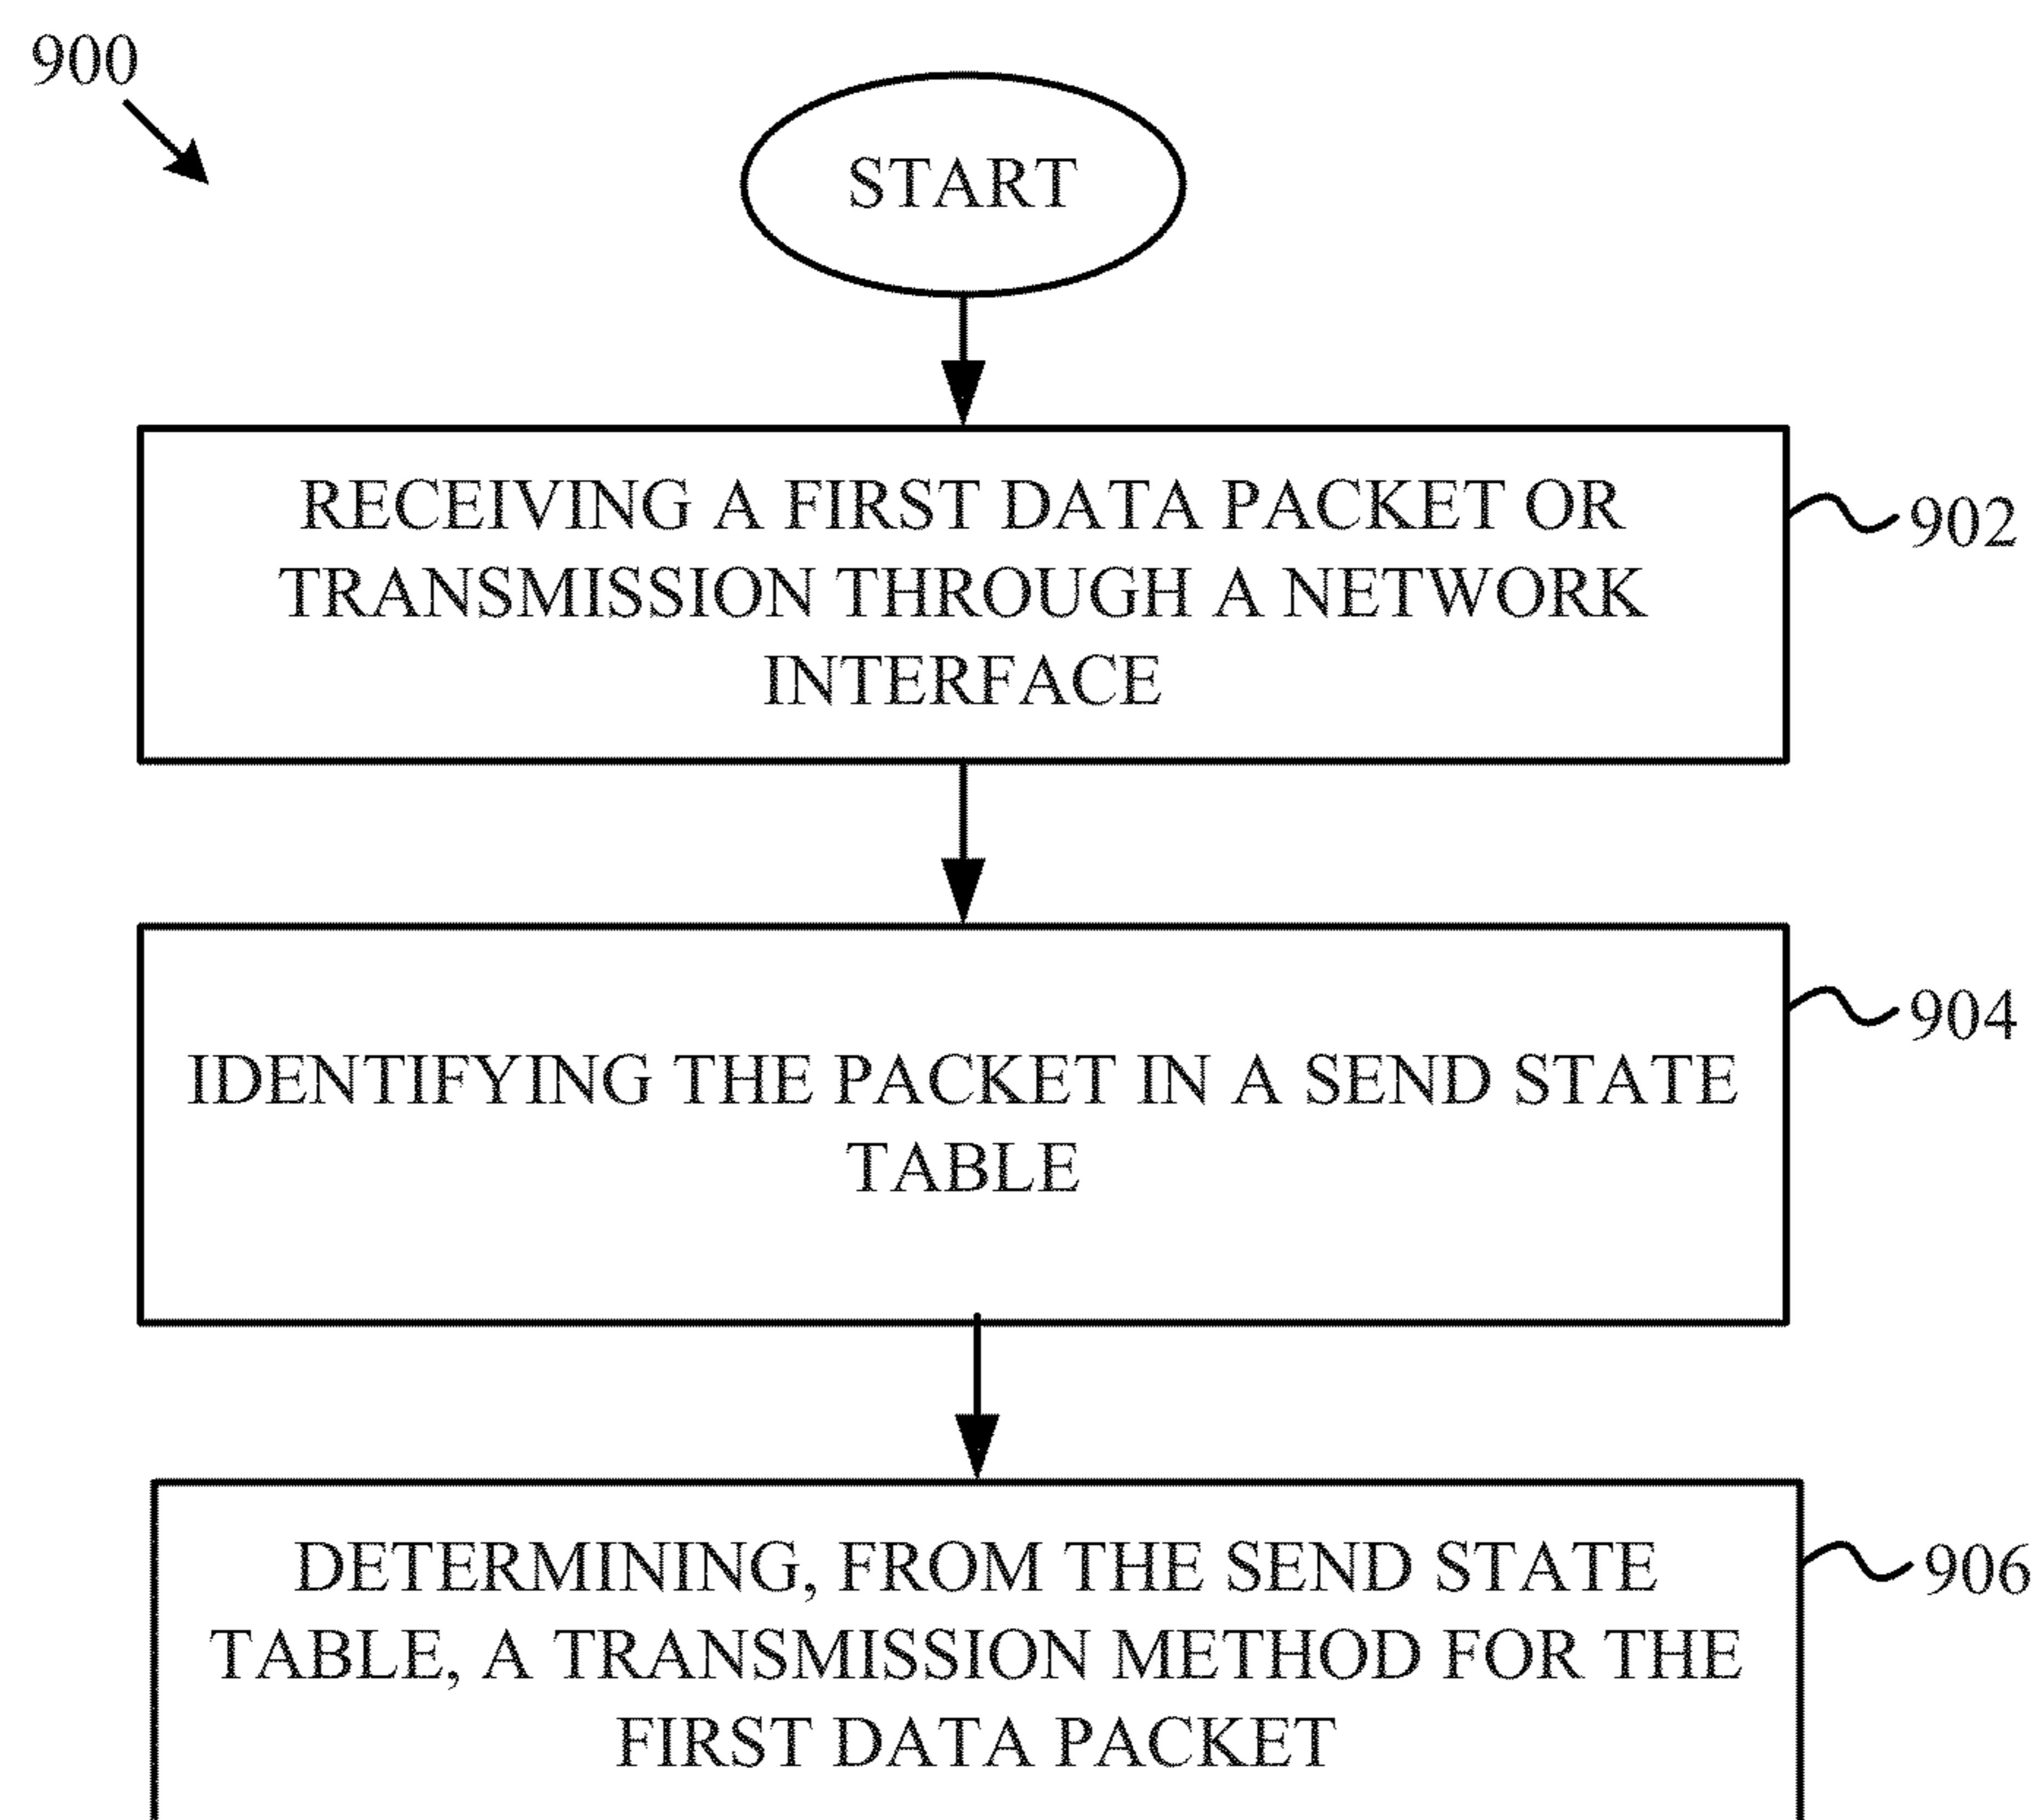 900
START
RECEIVING A FIRST DATA PACKET OR
TRANSMISSION THROUGH A NETWORK
INTERFACE
902
IDENTIFYING THE PACKET IN A SEND STATE
TABLE
904
DETERMINING, FROM THE SEND STATE
TABLE, A TRANSMISSION METHOD FOR THE
FIRST DATA PACKET
906